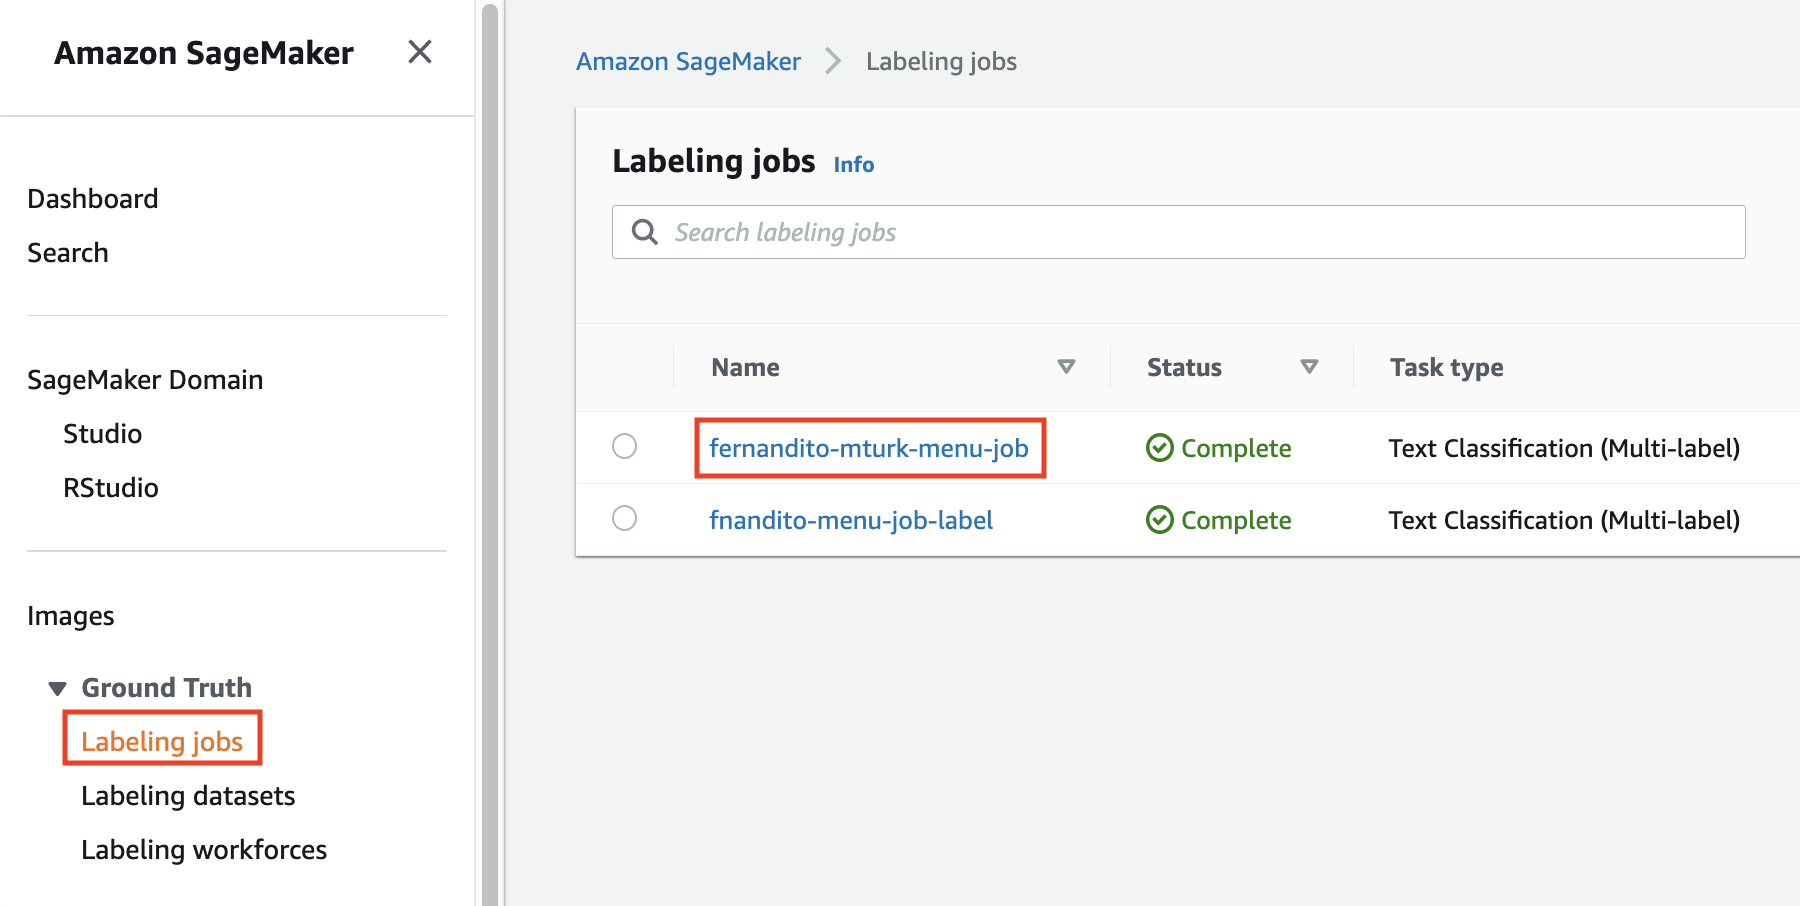 Amazon SageMaker
Dashboard
Search
SageMaker Domain
Studio
RStudio
Images
Ground Truth
Labeling jobs
Labeling datasets
Labeling workforces
Amazon SageMaker Labeling jobs
Labeling jobs Info
Search labeling jobs
Name Status Task type
fernandito-mturk-menu-job Complete Text Classification (Multi-label)
fnandito-menu-job-label Complete Text Classification (Multi-label)